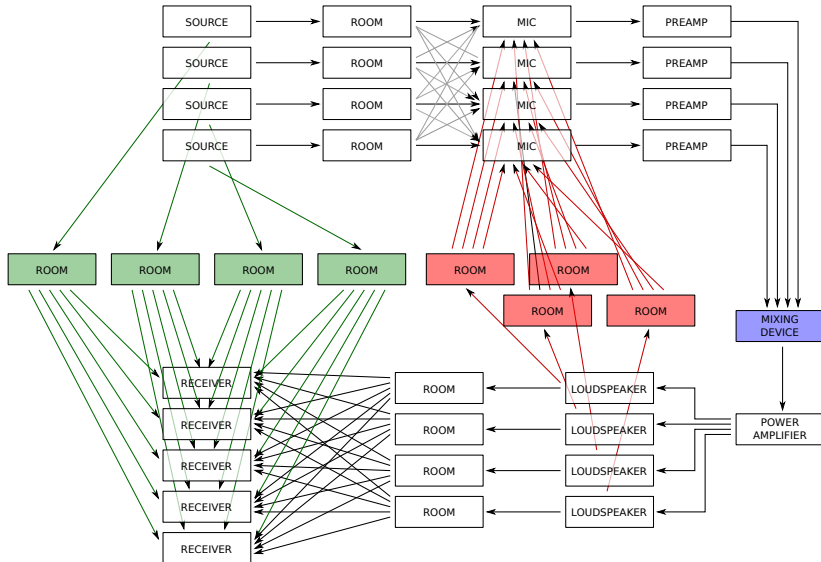 SOURCE ROOM MIC PREAMP
SOURCE ROOM MIC PREAMP
SOURCE ROOM MIC PREAMP
SOURCE ROOM MIC PREAMP
ROOM ROOM ROOM ROOM ROOM ROOM
ROOM ROOM
MIXING
DEVICE
RECEIVER ROOM LOUDSPEAKER
RECEIVER ROOM LOUDSPEAKER
POWER
AMPLIFIER
RECEIVER ROOM LOUDSPEAKER
RECEIVER ROOM LOUDSPEAKER
RECEIVER